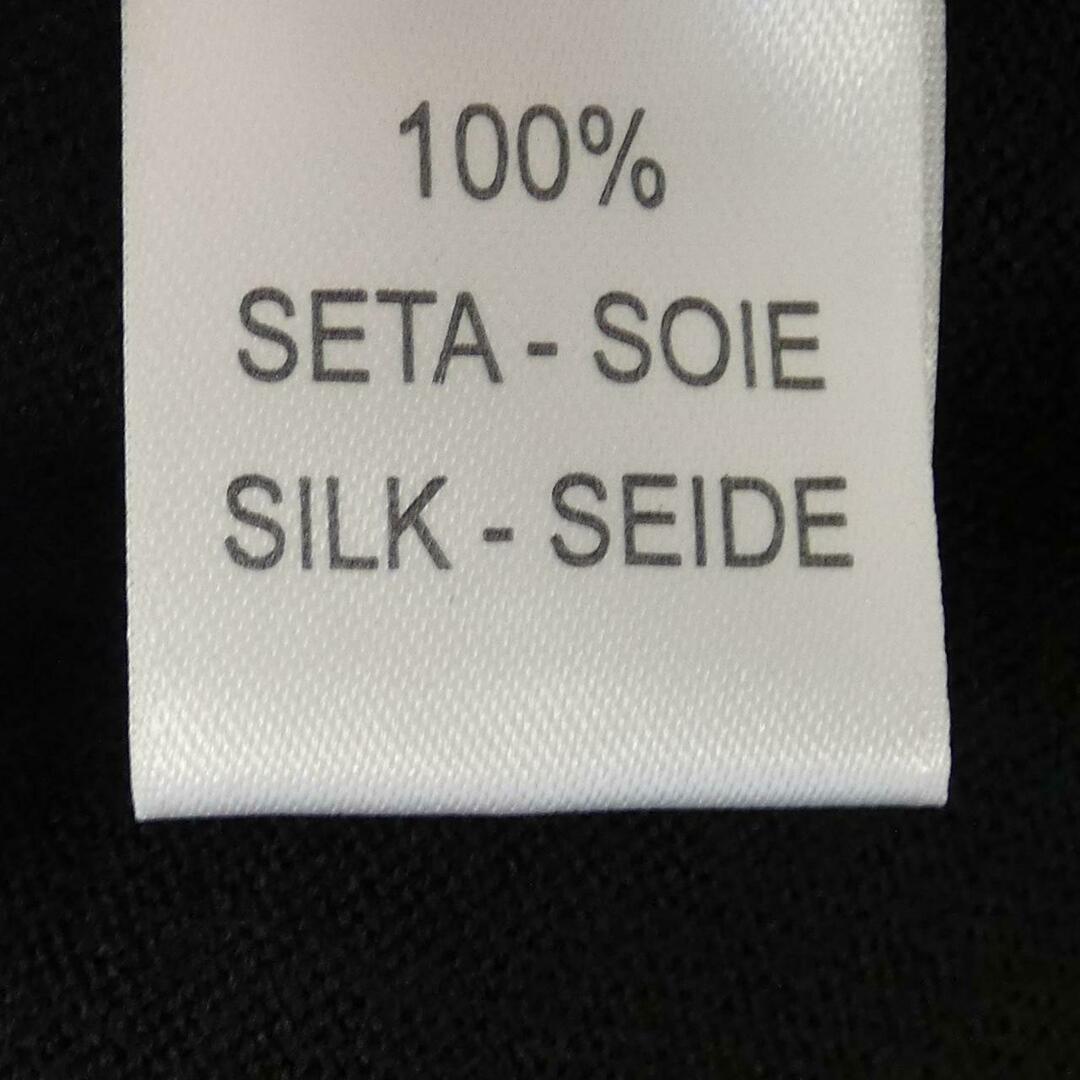 100%
SETA - SOIE
SILK - SEIDE